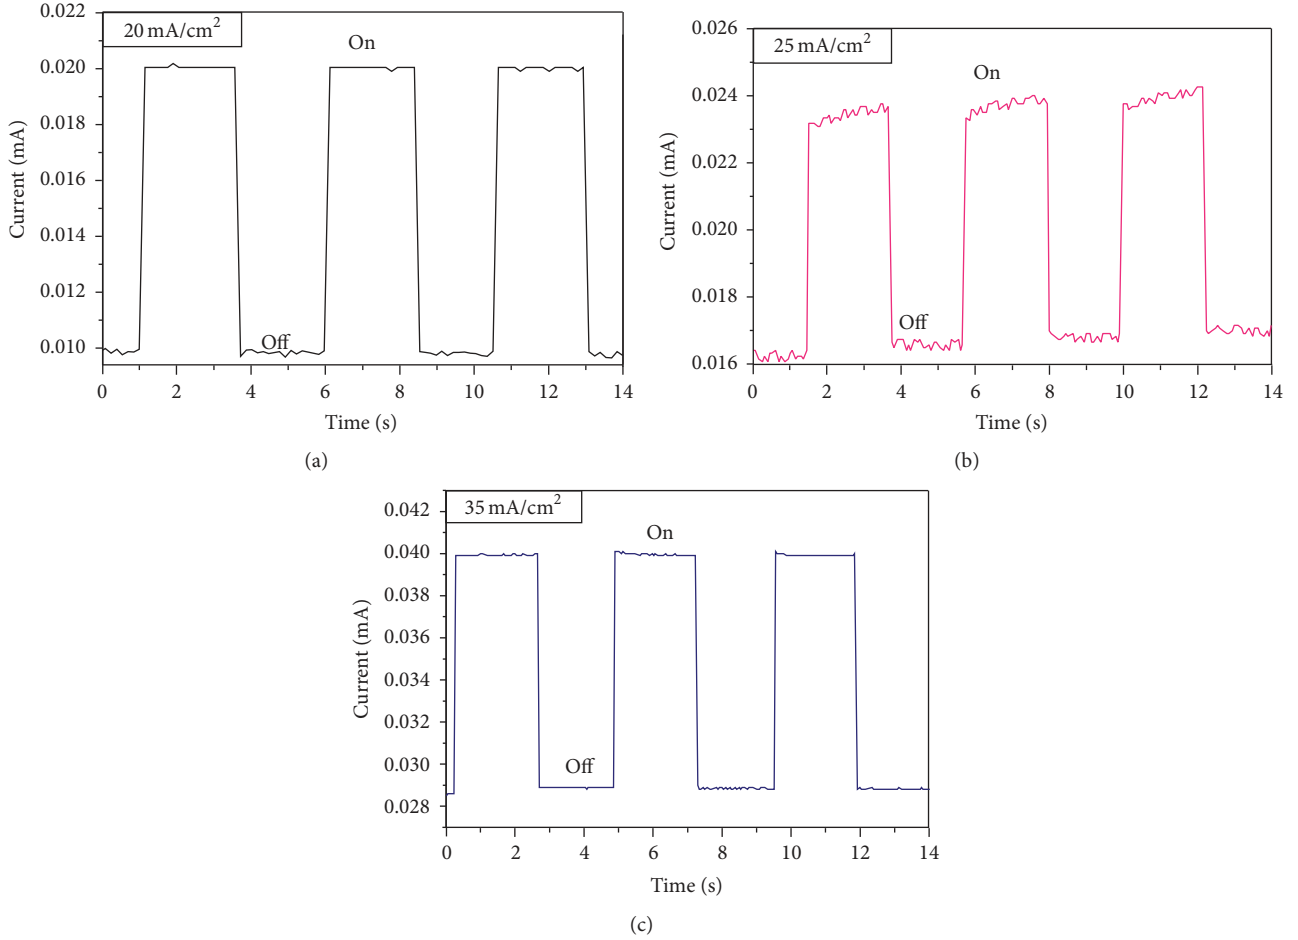 20 mA/cm²
On
Off
0.022
0.020
0.018
0.016
0.014
0.012
0.010
Current (mA)
0 2 4 6 8 10 12 14
Time (s)
(a)
25 mA/cm²
On
Off
0.026
0.024
0.022
0.020
0.018
0.016
Current (mA)
0 2 4 6 8 10 12 14
Time (s)
(b)
35 mA/cm²
On
Off
0.042
0.040
0.038
0.036
0.034
0.032
0.030
0.028
Current (mA)
0 2 4 6 8 10 12 14
Time (s)
(c)